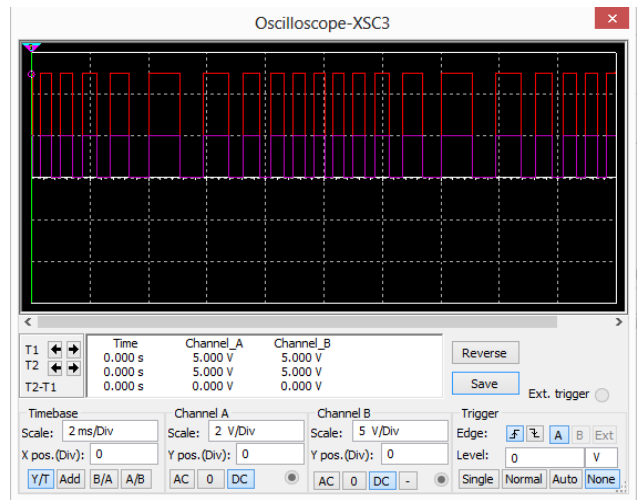 Oscilloscope-XSC3
Time Channel_A Channel_B
T1 0.000 s 5.000 V 5.000 V
T2 0.000 s 5.000 V 5.000 V
T2-T1 0.000 s 0.000 V 0.000 V
Reverse
Save
Ext. trigger
Timebase
Scale: 2 ms/Div
X pos.(Div): 0
Y/T Add B/A A/B
Channel A
Scale: 2 V/Div
Y pos.(Div): 0
AC 0 DC
Channel B
Scale: 5 V/Div
Y pos.(Div): 0
AC 0 DC -
Trigger
Edge: A B Ext
Level: 0 V
Single Normal Auto None